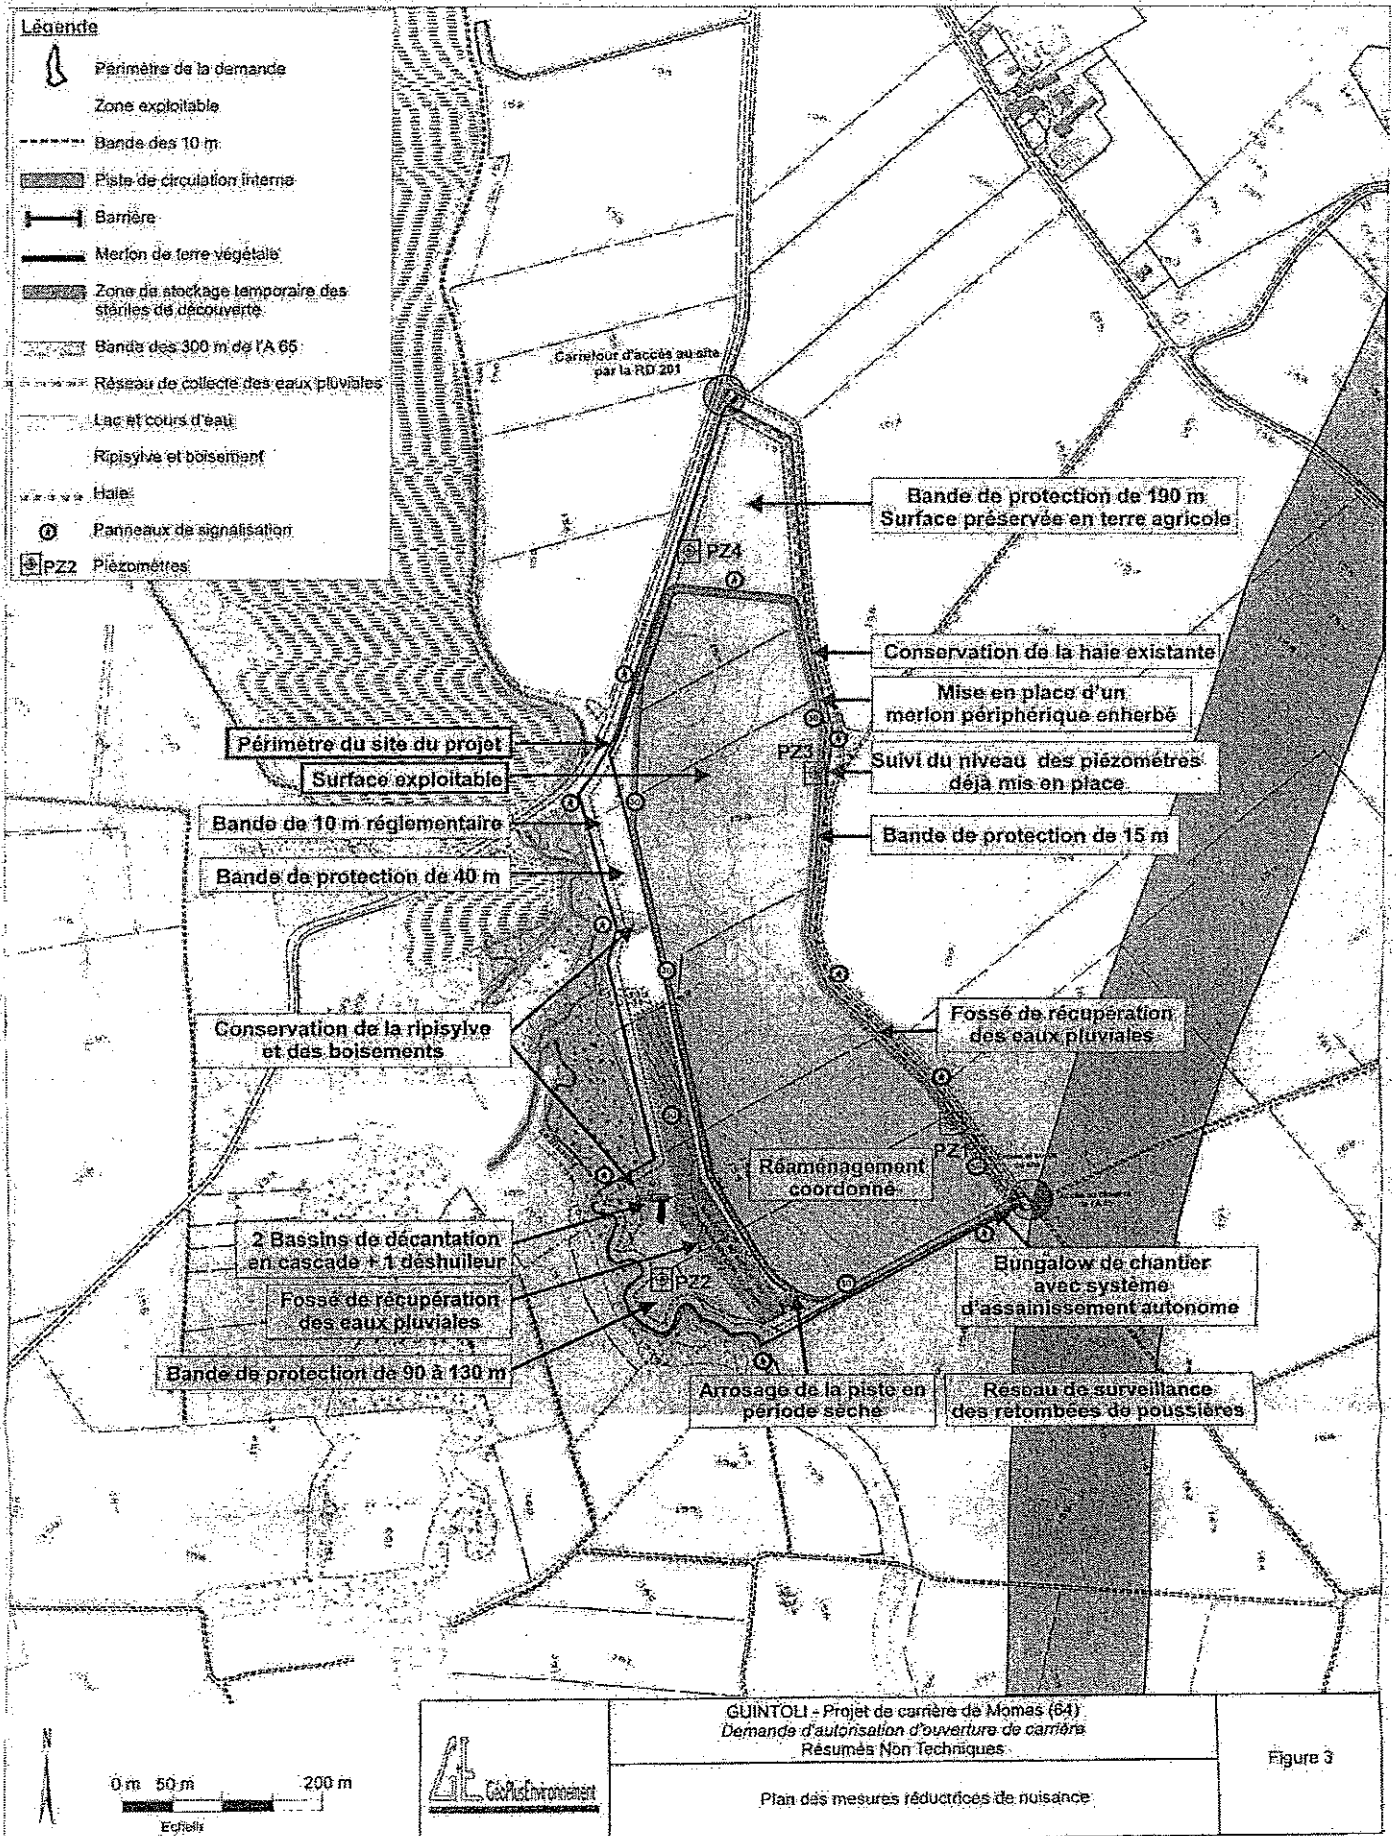 Légende
Périmètre de la demande
Zone exploitable
Bande des 10 m
Piste de circulation interne
Barrière
Merlon de terre végétale
Zone de stockage temporaire des
stériles de découverte
Bande des 300 m de l'A 65
Réseau de collecte des eaux pluviales
Lac et cours d'eau
Ripisylve et boisement
Haie
Panneaux de signalisation
PZ2 Piézomètres
Carrefour d'accès au site
par la RD 201
Bande de protection de 190 m
Surface préservée en terre agricole
PZ4
Conservation de la haie existante
Mise en place d'un
merlon périphérique enherbé
Périmètre du site du projet
PZ3
Suivi du niveau des piézomètres
déjà mis en place
Surface exploitable
Bande de 10 m réglementaire
Bande de protection de 15 m
Bande de protection de 40 m
Conservation de la ripisylve
et des boisements
Fossé de récupération
des eaux pluviales
PZ1
Réaménagement
coordonné
2 Bassins de décantation
en cascade + 1 déshuileur
Bungalow de chantier
avec système
d'assainissement autonome
PZ2
Fossé de récupération
des eaux pluviales
Bande de protection de 90 à 130 m
Arrosage de la piste en
période sèche
Réseau de surveillance
des retombées de poussières
N
0 m 50 m 200 m
Echelle
GéoPlusEnvironnement
GUINTOLI - Projet de carrière de Momas (64)
Demande d'autorisation d'ouverture de carrière
Résumés Non Techniques
Plan des mesures réductrices de nuisance
Figure 3